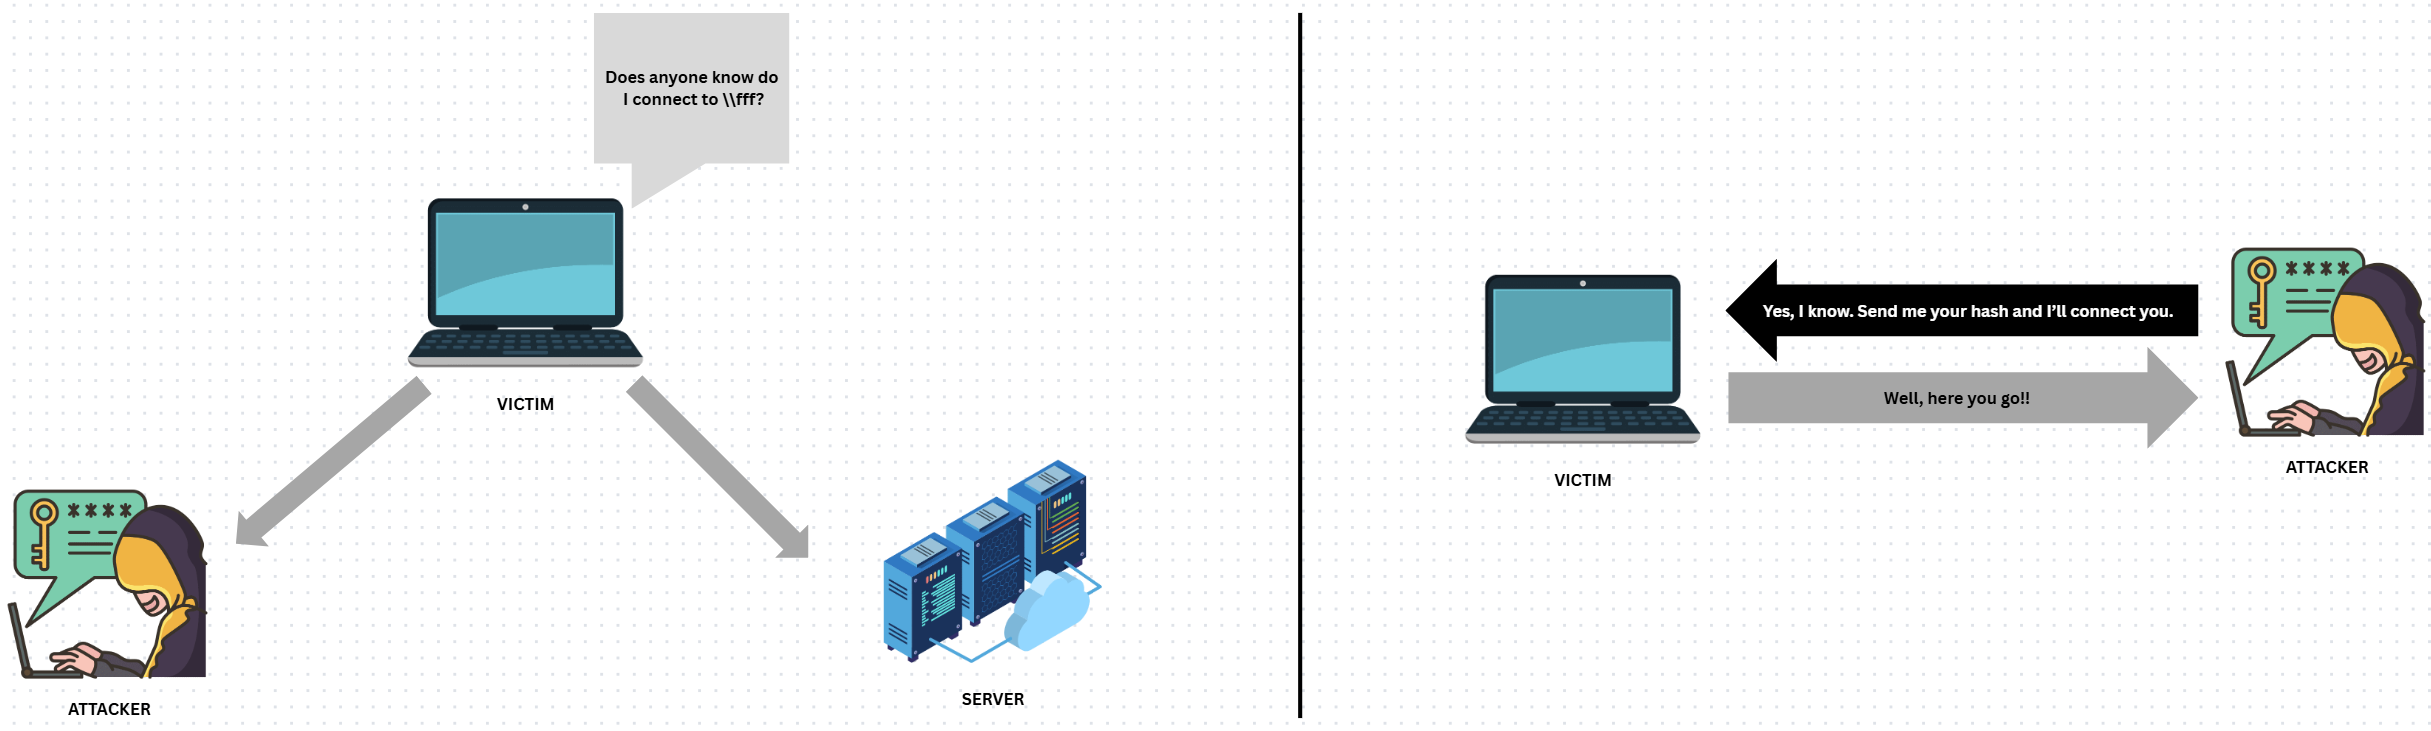 Does anyone know do
I connect to \\fff?
VICTIM
ATTACKER
SERVER
Yes, I know. Send me your hash and I’ll connect you.
Well, here you go!!
VICTIM
ATTACKER